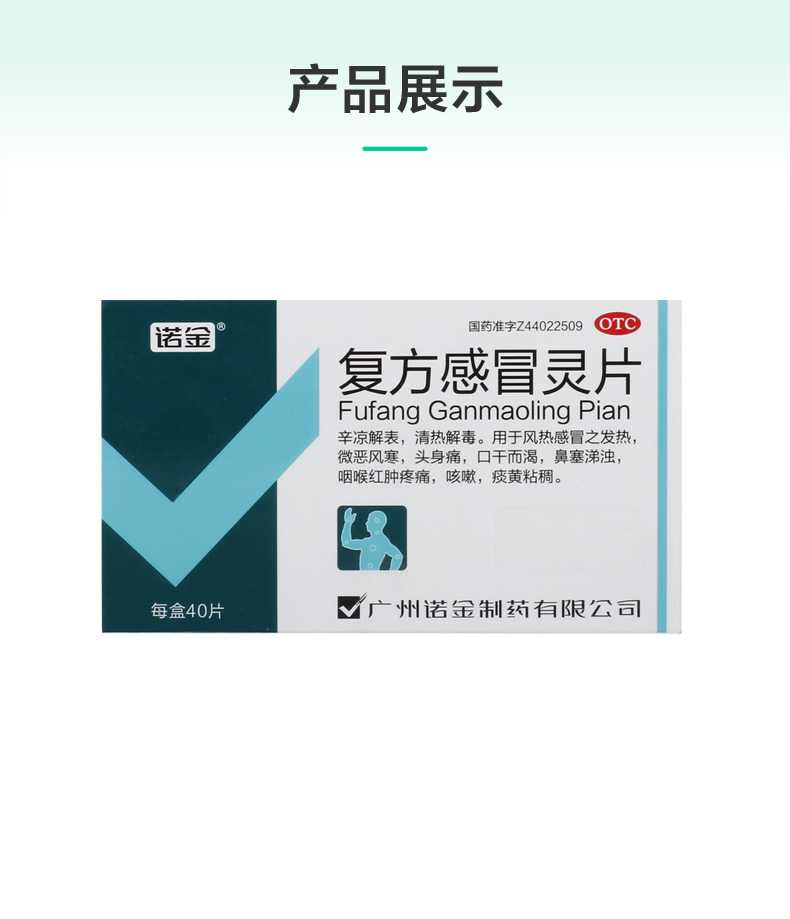 产品展示
诺金®
国药准字Z44022509
OTC
复方感冒灵片
Fufang Ganmaoling Pian
辛凉解表，清热解毒。用于风热感冒之发热，
微恶风寒，头身痛，口干而渴，鼻塞涕浊，
咽喉红肿疼痛，咳嗽，痰黄粘稠。
每盒40片
广州诺金制药有限公司